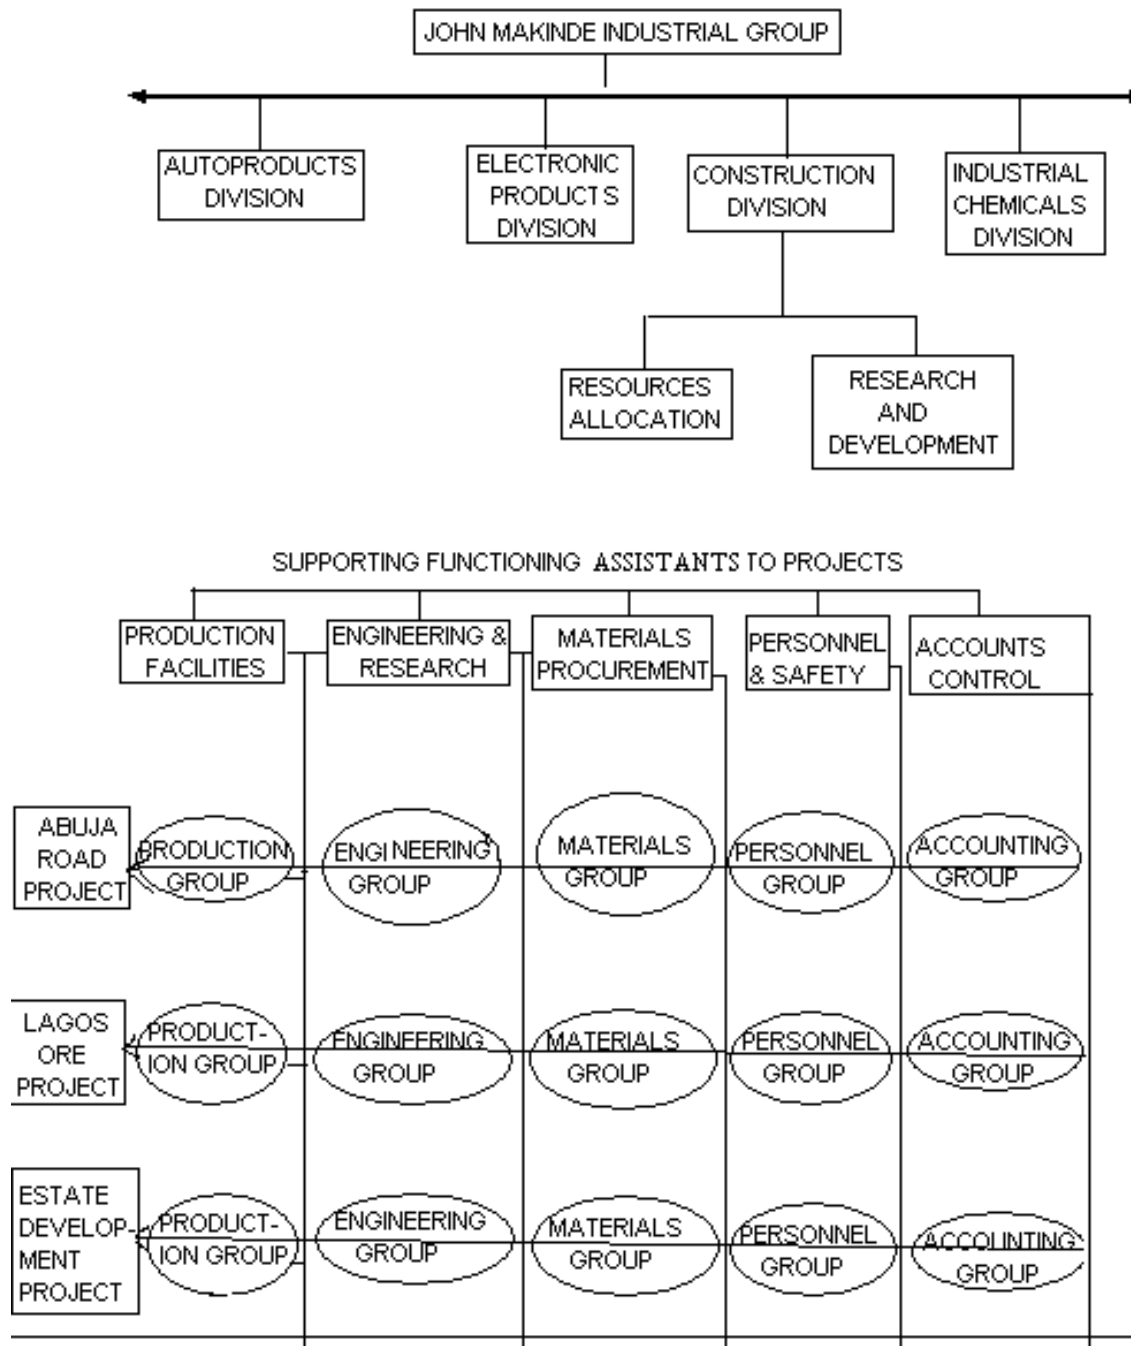 JOHN MAKINDE INDUSTRIAL GROUP
AUTOPRODUCTS
DIVISION
ELECTRONIC
PRODUCTS
DIVISION
CONSTRUCTION
DIVISION
INDUSTRIAL
CHEMICALS
DIVISION
RESOURCES
ALLOCATION
RESEARCH
AND
DEVELOPMENT
SUPPORTING FUNCTIONING ASSISTANTS TO PROJECTS
PRODUCTION
FACILITIES
ENGINEERING &
RESEARCH
MATERIALS
PROCUREMENT
PERSONNEL
& SAFETY
ACCOUNTS
CONTROL
ABUJA
ROAD
PROJECT
PRODUCTION
GROUP
ENGINEERING
GROUP
MATERIALS
GROUP
PERSONNEL
GROUP
ACCOUNTING
GROUP
LAGOS
ORE
PROJECT
PRODUCT-
ION GROUP
ENGINEERING
GROUP
MATERIALS
GROUP
PERSONNEL
GROUP
ACCOUNTING
GROUP
ESTATE
DEVELOP-
MENT
PROJECT
PRODUCT-
ION GROUP
ENGINEERING
GROUP
MATERIALS
GROUP
PERSONNEL
GROUP
ACCOUNTING
GROUP